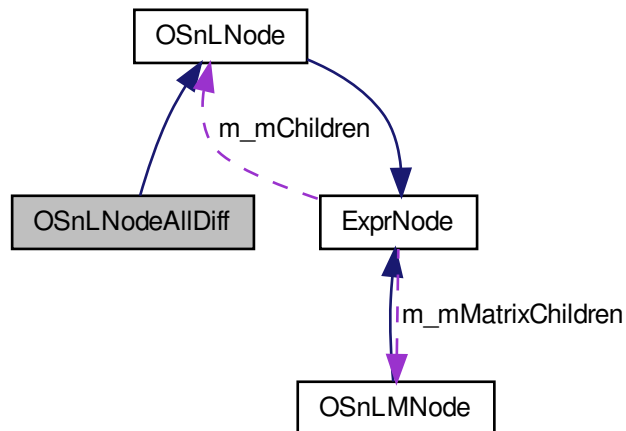 OSnLNode
m_mChildren
OSnLNodeAllDiff
ExprNode
m_mMatrixChildren
OSnLMNode